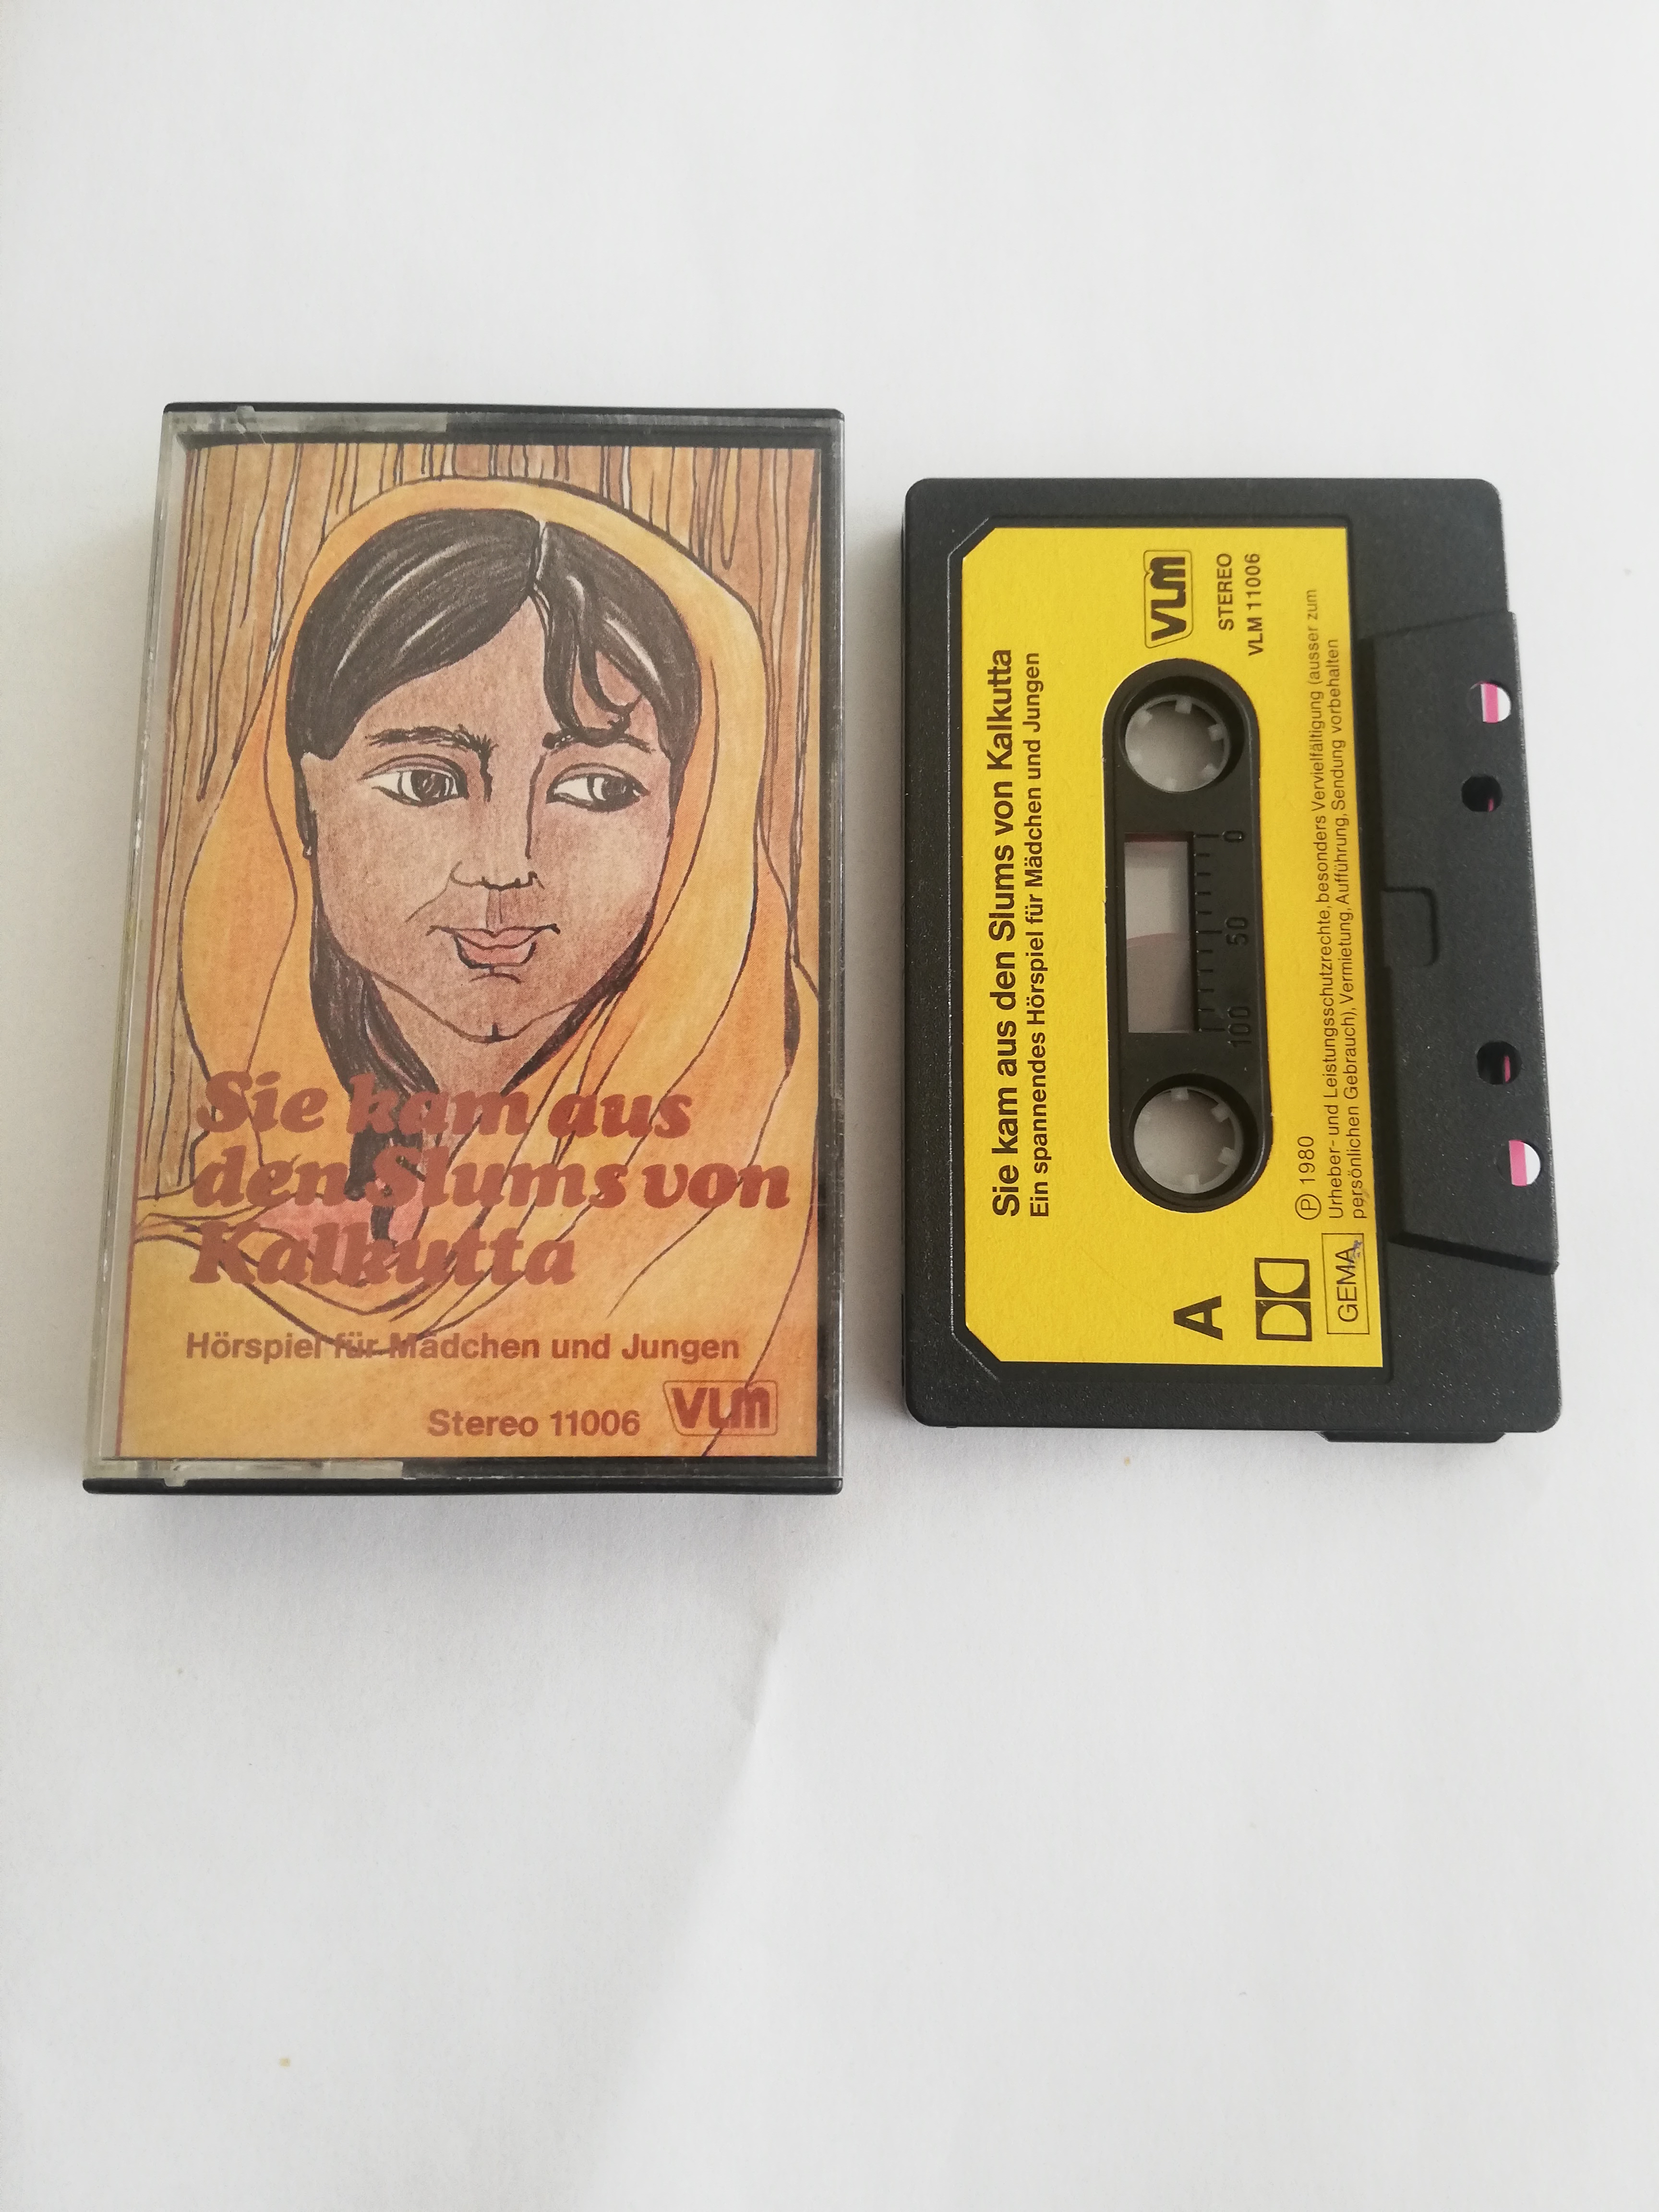 Sie kam aus
den Slums von
Kalkutta
Hörspiel für Mädchen und Jungen
Stereo 11006 VLM
Sie kam aus den Slums von Kalkutta
Ein spannendes Hörspiel für Mädchen und Jungen
VLM
STEREO
VLM 11006
A
100 50 0
GEMA
℗ 1980
Urheber- und Leistungsschutzrechte, besonders Vervielfältigung (ausser zum
persönlichen Gebrauch), Vermietung, Aufführung, Sendung vorbehalten